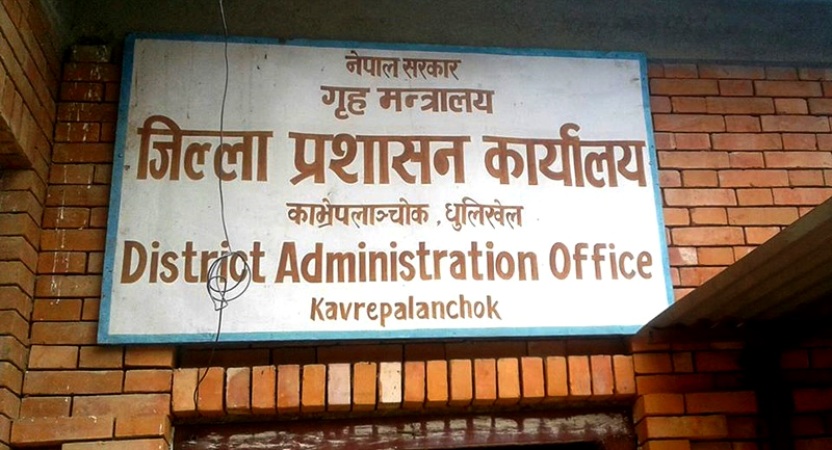 नेपाल सरकार
गृह मन्त्रालय
जिल्ला प्रशासन कार्यालय
काभ्रेपलाञ्चोक , धुलिखेल
District Administration Office
Kavrepalanchok